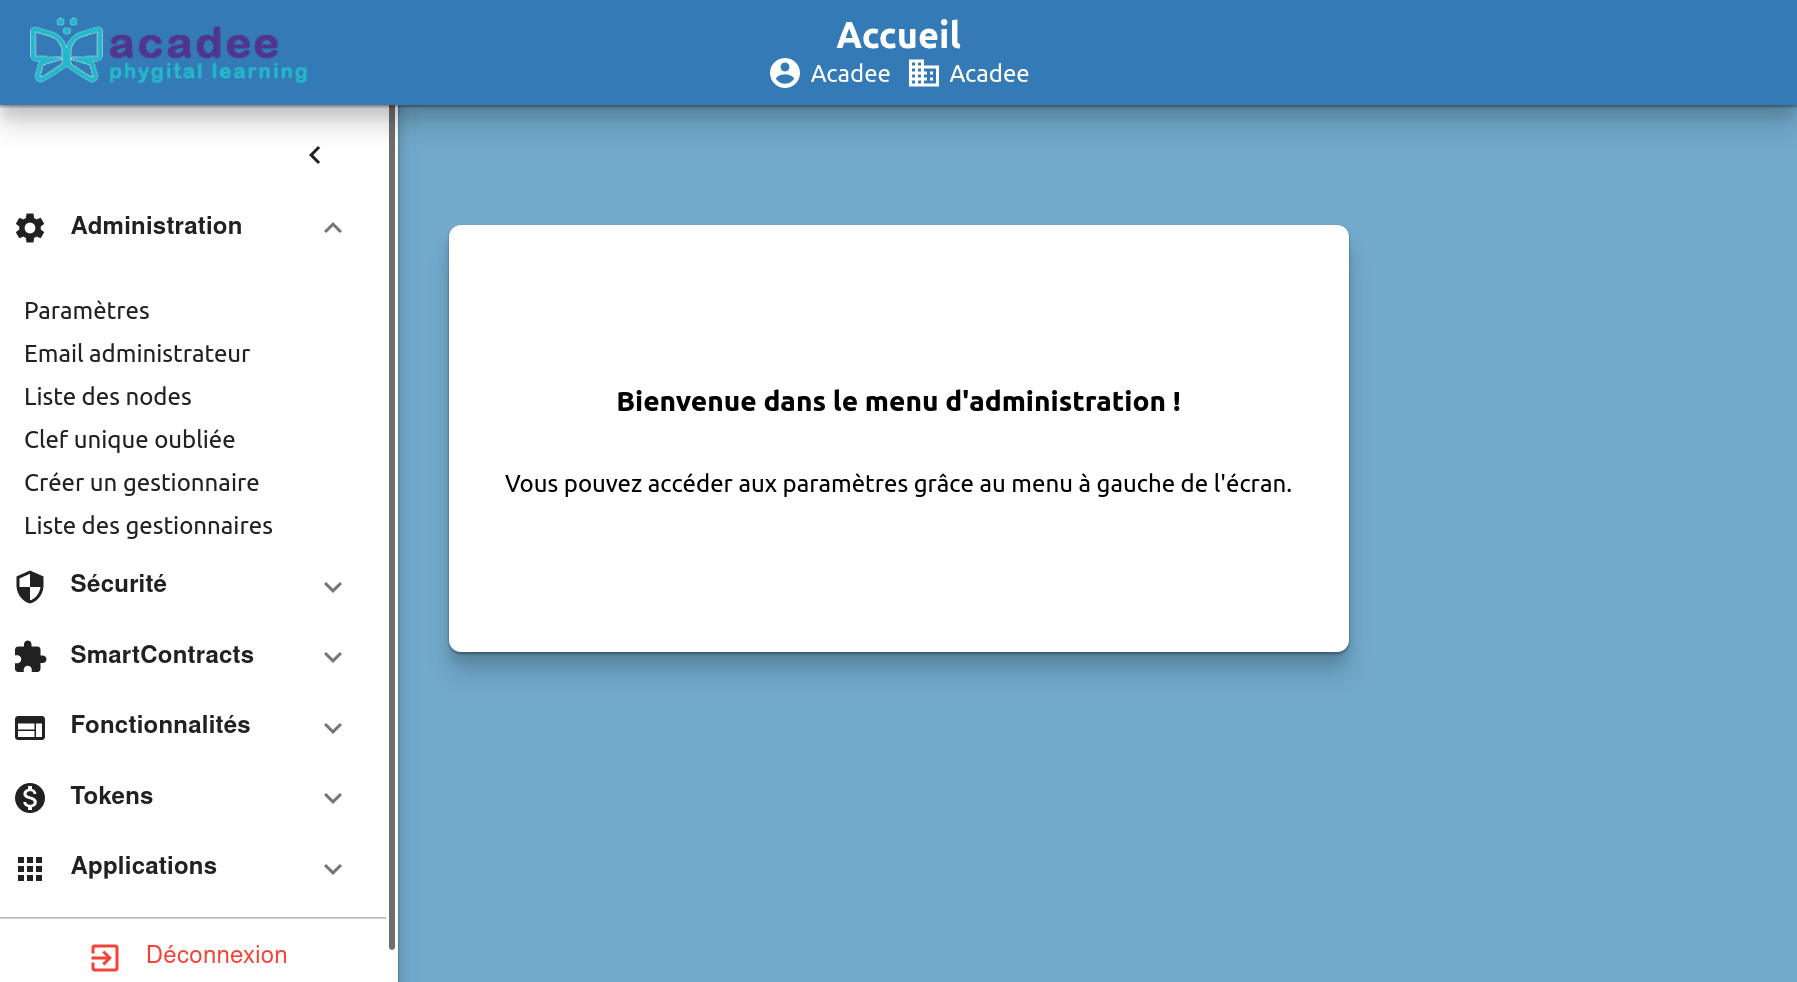 acadee
phygital learning
Accueil
Acadee Acadee
Administration
Paramètres
Email administrateur
Liste des nodes
Clef unique oubliée
Créer un gestionnaire
Liste des gestionnaires
Sécurité
SmartContracts
Fonctionnalités
Tokens
Applications
Déconnexion
Bienvenue dans le menu d'administration !
Vous pouvez accéder aux paramètres grâce au menu à gauche de l'écran.